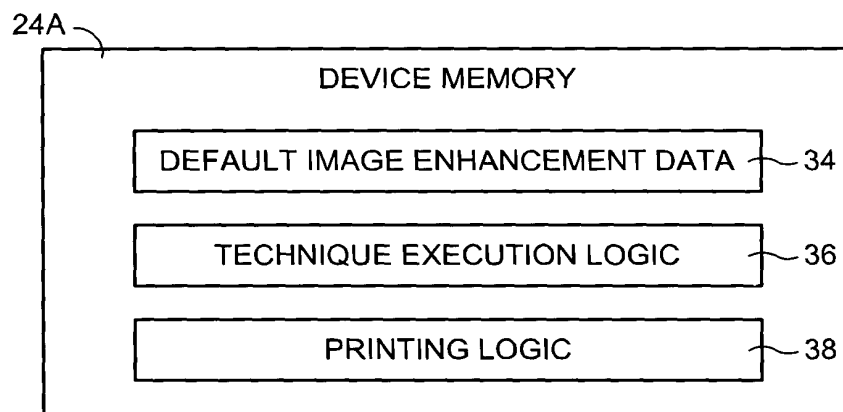 24A
DEVICE MEMORY
DEFAULT IMAGE ENHANCEMENT DATA 34
TECHNIQUE EXECUTION LOGIC 36
PRINTING LOGIC 38